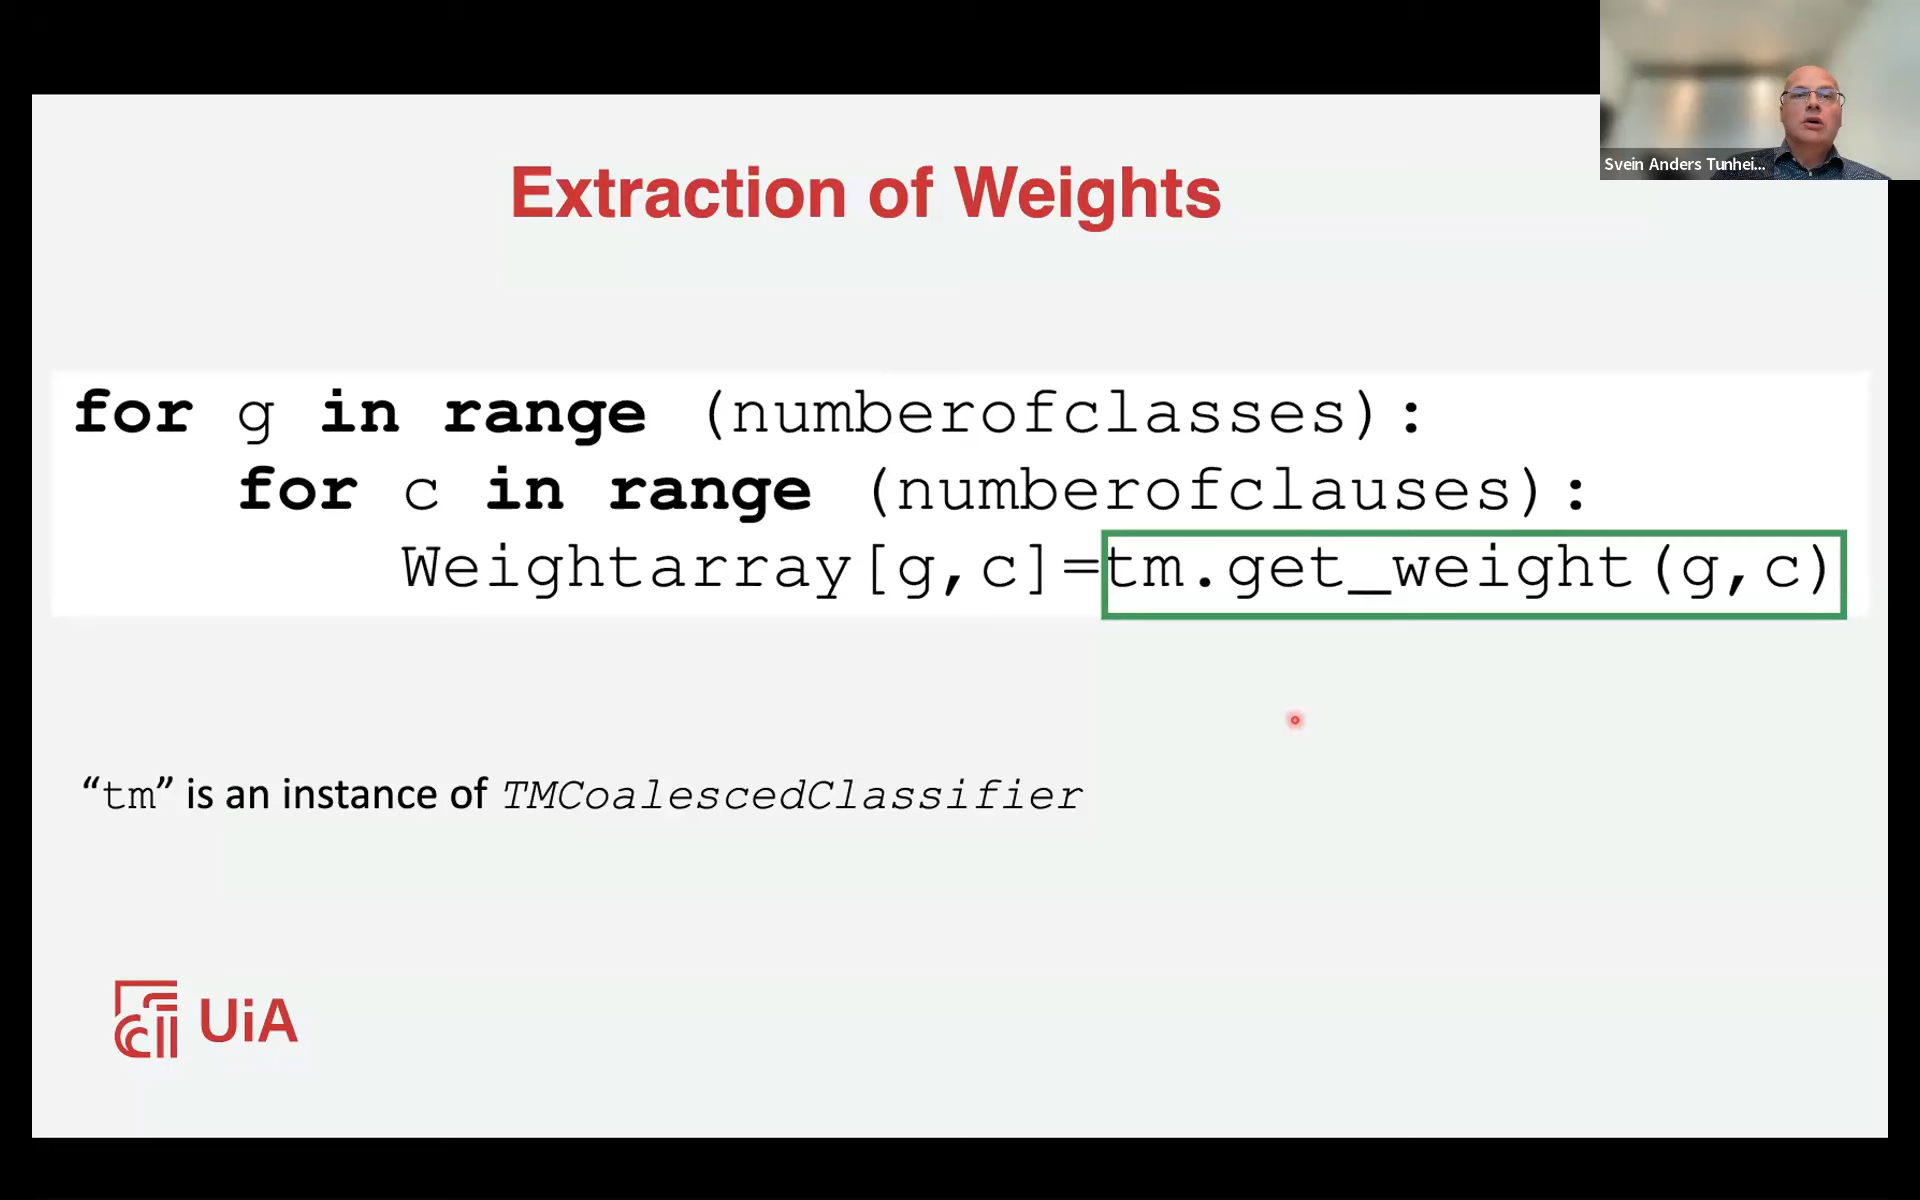 Svein Anders Tunhei...
Extraction of Weights
for g in range (numberofclasses):
for c in range (numberofclauses):
Weightarray[g,c]=tm.get_weight(g,c)
“tm” is an instance of TMCoalescedClassifier
UiA